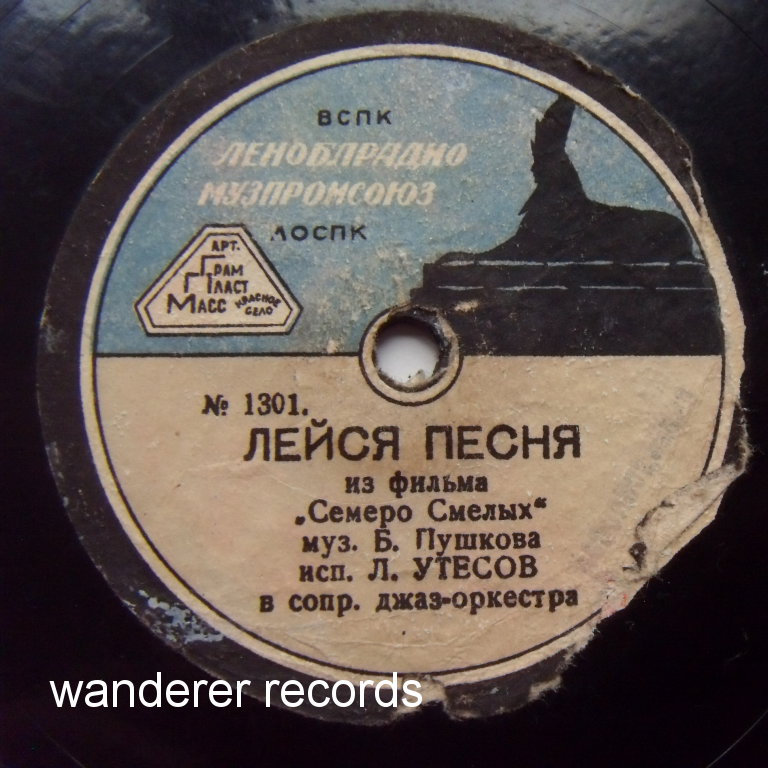 ВСПК
ЛЕНОБЛРАДИО
МУЗПРОМСОЮЗ
ЛОСПК
АРТ.
ГРАМ
ПЛАСТ
МАСС
КРАСНОЕ
СЕЛО
№ 1301.
ЛЕЙСЯ ПЕСНЯ
из фильма
„Семеро Смелых“
муз. Б. Пушкова
исп. Л. УТЕСОВ
в сопр. джаз-оркестра
wanderer records